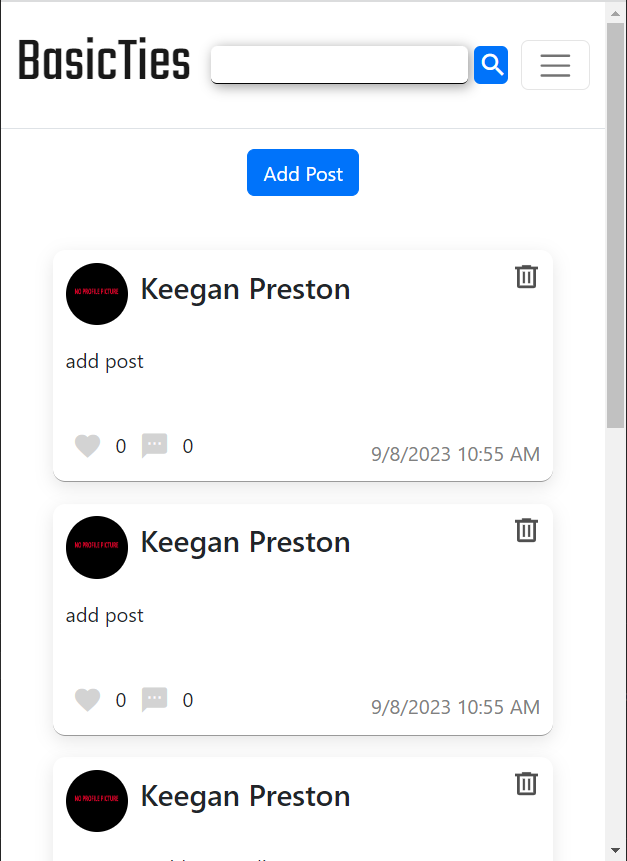 BasicTies
Add Post
NO PROFILE PICTURE
Keegan Preston
add post
0 0
9/8/2023 10:55 AM
NO PROFILE PICTURE
Keegan Preston
add post
0 0
9/8/2023 10:55 AM
NO PROFILE PICTURE
Keegan Preston